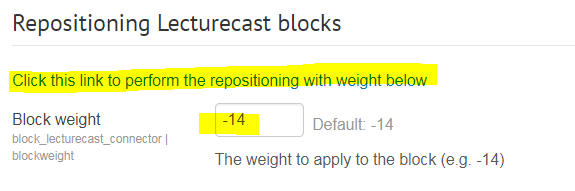 Repositioning Lecturecast blocks
Click this link to perform the repositioning with weight below
Block weight
-14
Default: -14
block_lecturecast_connector |
blockweight
The weight to apply to the block (e.g. -14)